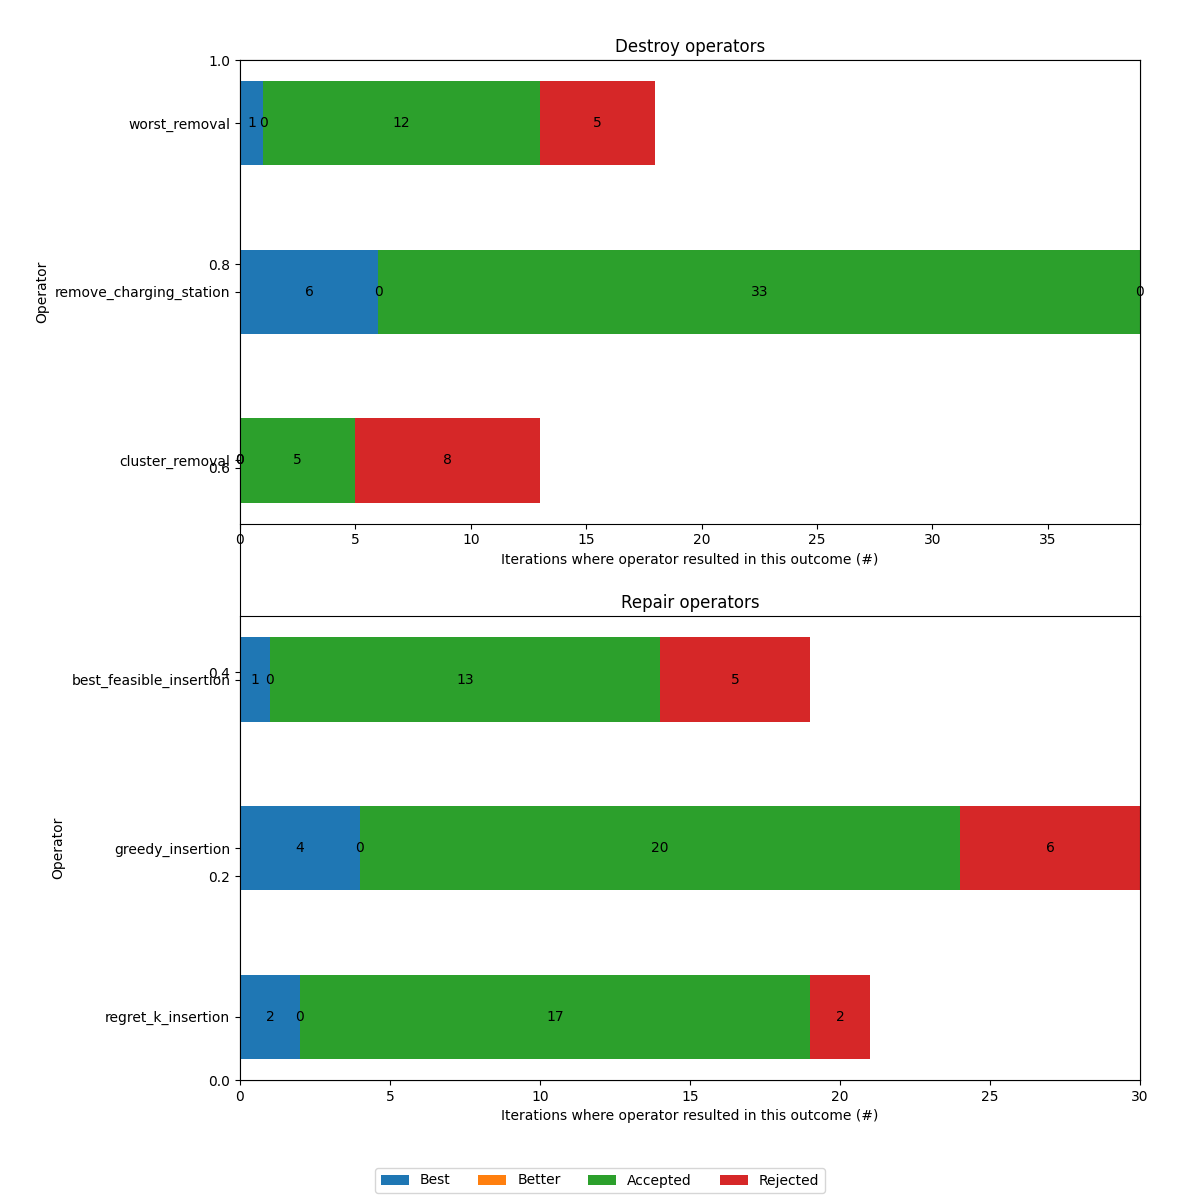 Destroy operators
1.0
worst_removal 1 0 12 5
0.8
Operator
remove_charging_station 6 0 33 0
cluster_removal 0 0 5 8
0.6
0 5 10 15 20 25 30 35
Iterations where operator resulted in this outcome (#)
Repair operators
0.4
best_feasible_insertion 1 0 13 5
Operator
greedy_insertion 4 0 20 6
0.2
regret_k_insertion 2 0 17 2
0.0
0 5 10 15 20 25 30
Iterations where operator resulted in this outcome (#)
Best Better Accepted Rejected